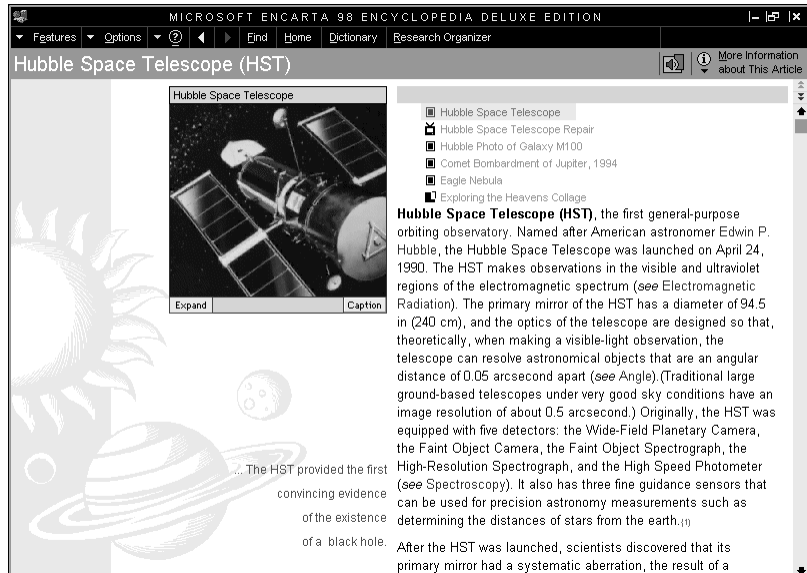 MICROSOFT ENCARTA 98 ENCYCLOPEDIA DELUXE EDITION
Features Options Find Home Dictionary Research Organizer
Hubble Space Telescope (HST)
More Information
about This Article
Hubble Space Telescope
Expand Caption
... The HST provided the first
convincing evidence
of the existence
of a black hole.
Hubble Space Telescope
Hubble Space Telescope Repair
Hubble Photo of Galaxy M100
Comet Bombardment of Jupiter, 1994
Eagle Nebula
Exploring the Heavens Collage
Hubble Space Telescope (HST), the first general-purpose
orbiting observatory. Named after American astronomer Edwin P.
Hubble, the Hubble Space Telescope was launched on April 24,
1990. The HST makes observations in the visible and ultraviolet
regions of the electromagnetic spectrum (see Electromagnetic
Radiation). The primary mirror of the HST has a diameter of 94.5
in (240 cm), and the optics of the telescope are designed so that,
theoretically, when making a visible-light observation, the
telescope can resolve astronomical objects that are an angular
distance of 0.05 arcsecond apart (see Angle).(Traditional large
ground-based telescopes under very good sky conditions have an
image resolution of about 0.5 arcsecond.) Originally, the HST was
equipped with five detectors: the Wide-Field Planetary Camera,
the Faint Object Camera, the Faint Object Spectrograph, the
High-Resolution Spectrograph, and the High Speed Photometer
(see Spectroscopy). It also has three fine guidance sensors that
can be used for precision astronomy measurements such as
determining the distances of stars from the earth.{1}
After the HST was launched, scientists discovered that its
primary mirror had a systematic aberration, the result of a